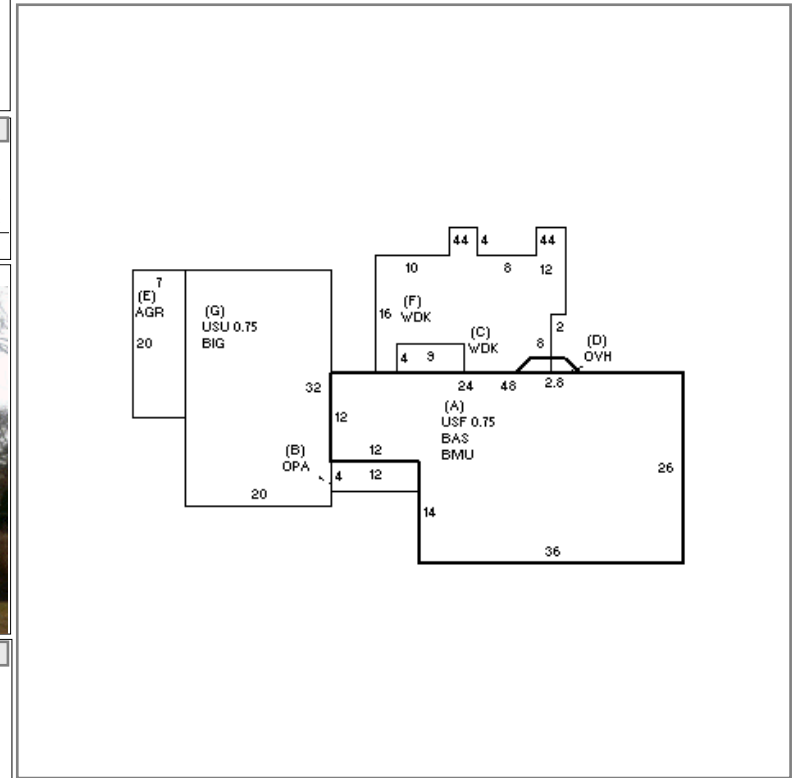 44 4 44
10 8 12
7
(E)
AGR
20
(G)
USU 0.75
BIG
16 (F)
WDK
2
(C)
WDK
8
(D)
OVH
4 9
32
24 48 2.8
12
(A)
USF 0.75
BAS
BMU
12
(B)
OPA
4 12
26
20
14
36